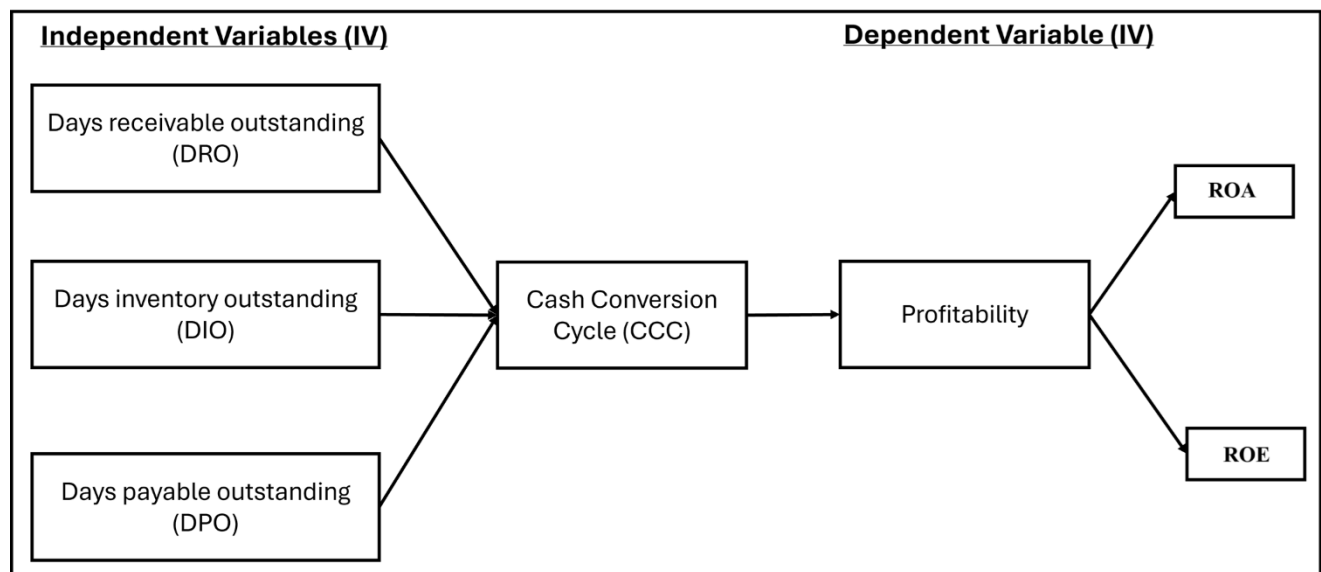 Independent Variables (IV)
Dependent Variable (IV)
Days receivable outstanding
(DRO)
ROA
Days inventory outstanding
(DIO)
Cash Conversion
Cycle (CCC)
Profitability
ROE
Days payable outstanding
(DPO)